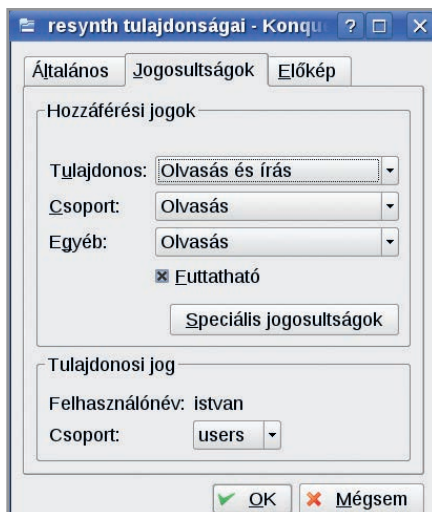 resynth tulajdonságai - Konqu
Általános Jogosultságok Előkép
Hozzáférési jogok
Tulajdonos: Olvasás és írás
Csoport: Olvasás
Egyéb: Olvasás
Futtatható
Speciális jogosultságok
Tulajdonosi jog
Felhasználónév: istvan
Csoport: users
OK Mégsem